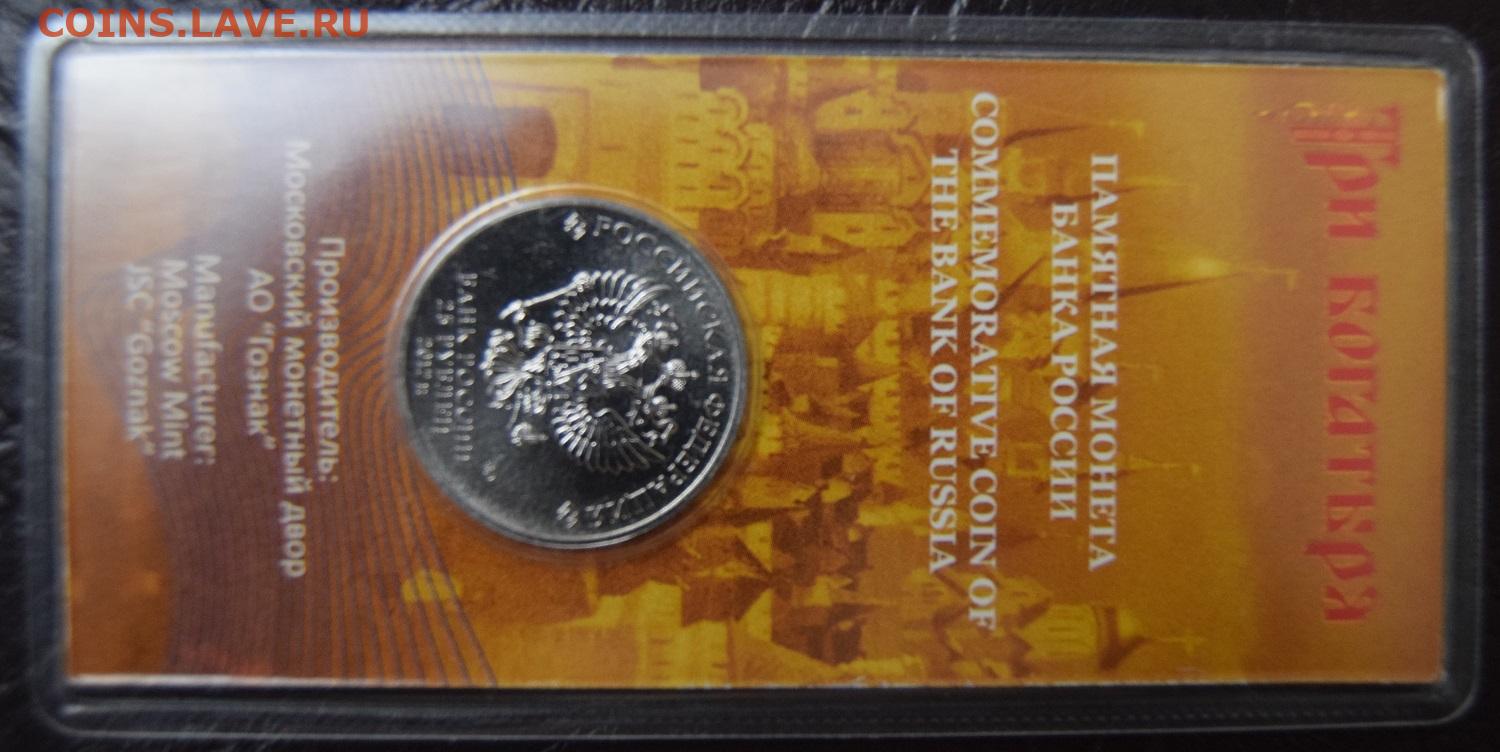 COINS.LAVE.RU
Три богатыря
ПАМЯТНАЯ МОНЕТА
БАНКА РОССИИ
COMMEMORATIVE COIN OF
THE BANK OF RUSSIA
РОССИЙСКАЯ ФЕДЕРАЦИЯ
БАНК РОССИИ
25 РУБЛЕЙ
2017 г.
Производитель:
Московский монетный двор
АО "Гознак"
Manufacturer:
Moscow Mint
JSC "Goznak"